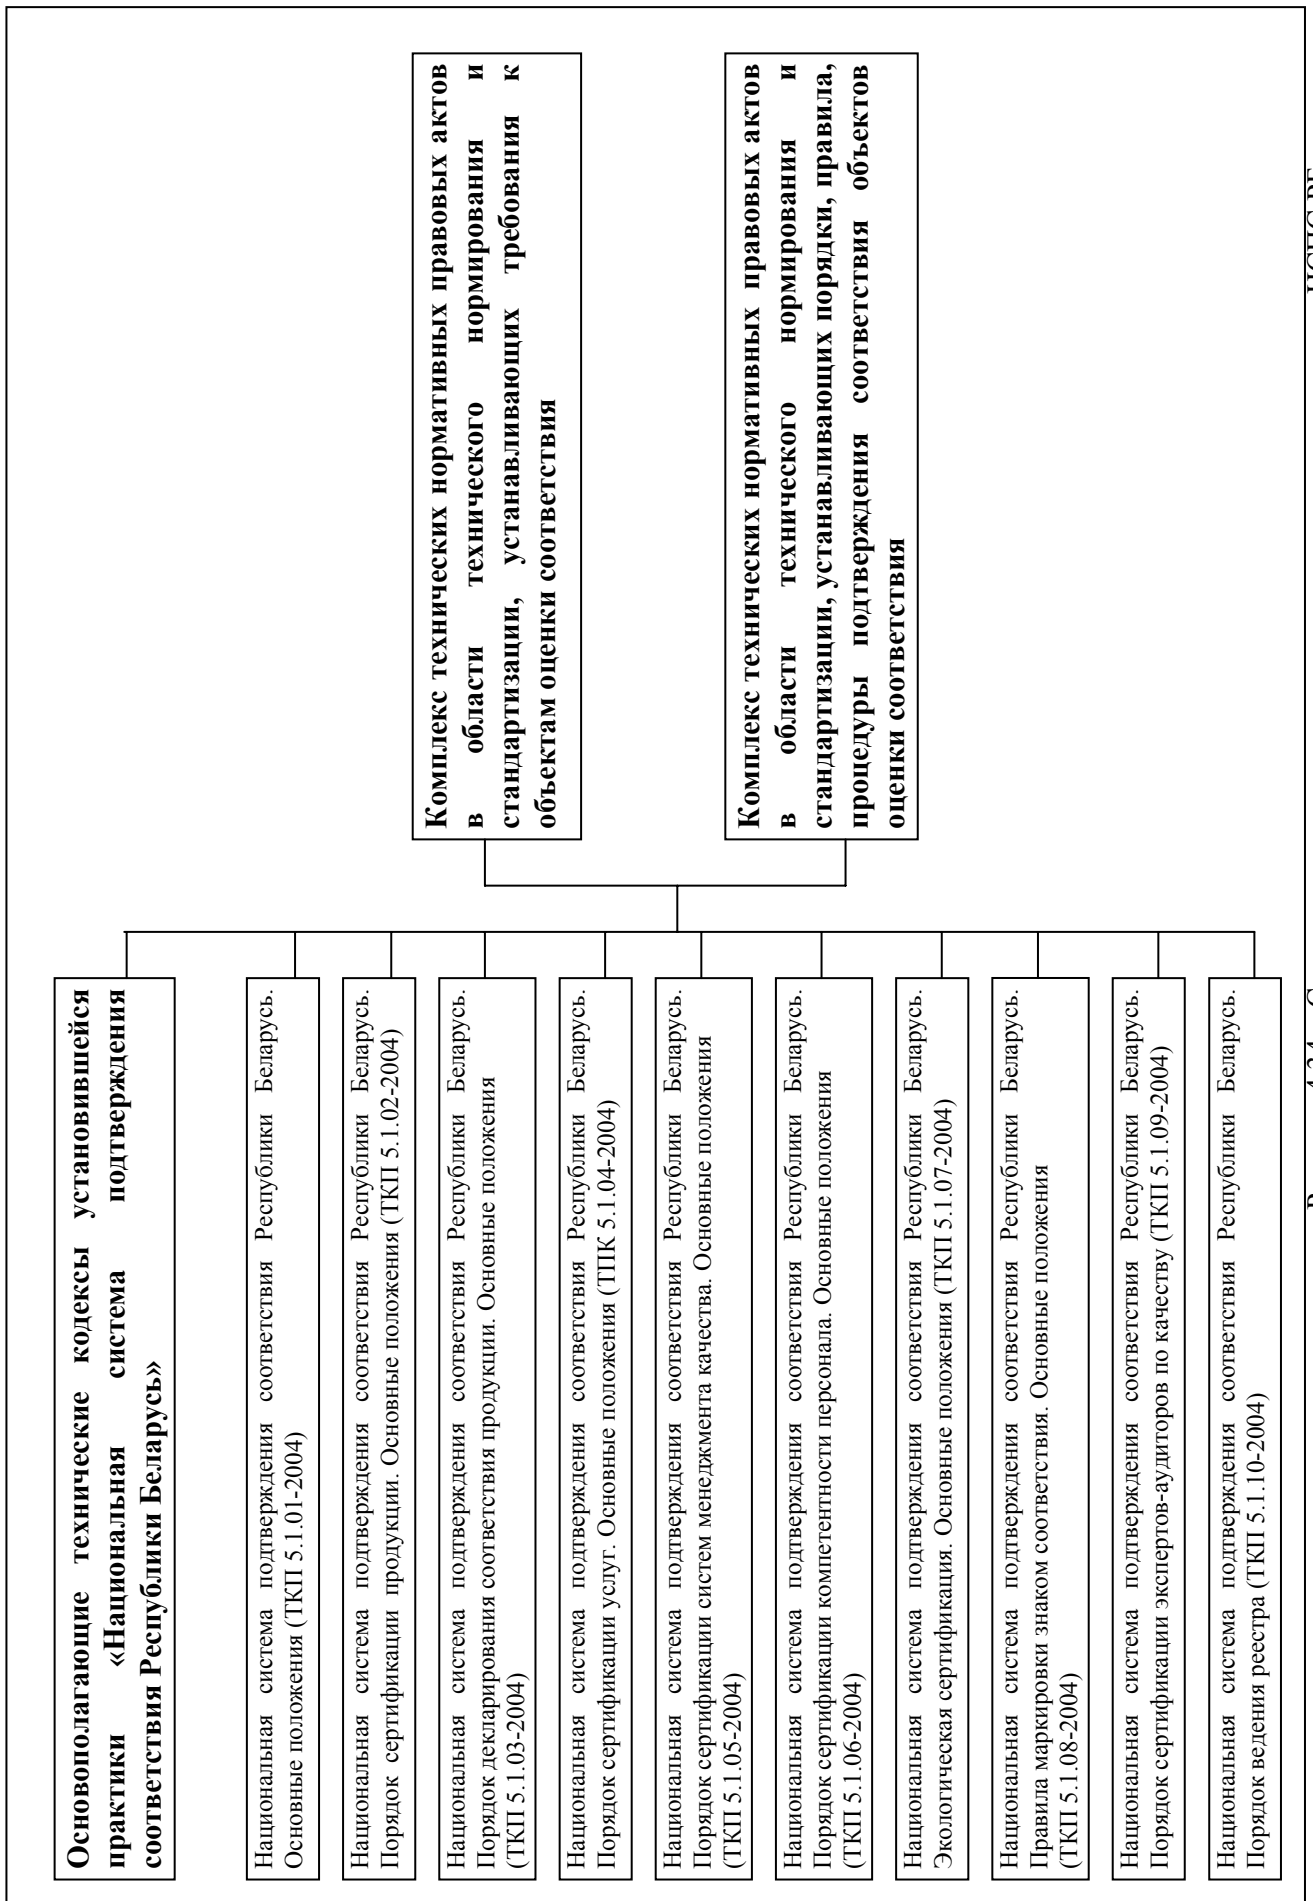 Основополагающие технические кодексы установившейся
практики «Национальная система подтверждения
соответствия Республики Беларусь»
Национальная система подтверждения соответствия Республики Беларусь.
Основные положения (ТКП 5.1.01-2004)
Национальная система подтверждения соответствия Республики Беларусь.
Порядок сертификации продукции. Основные положения (ТКП 5.1.02-2004)
Национальная система подтверждения соответствия Республики Беларусь.
Порядок декларирования соответствия продукции. Основные положения
(ТКП 5.1.03-2004)
Национальная система подтверждения соответствия Республики Беларусь.
Порядок сертификации услуг. Основные положения (ТПК 5.1.04-2004)
Национальная система подтверждения соответствия Республики Беларусь.
Порядок сертификации систем менеджмента качества. Основные положения
(ТКП 5.1.05-2004)
Национальная система подтверждения соответствия Республики Беларусь.
Порядок сертификации компетентности персонала. Основные положения
(ТКП 5.1.06-2004)
Национальная система подтверждения соответствия Республики Беларусь.
Экологическая сертификация. Основные положения (ТКП 5.1.07-2004)
Национальная система подтверждения соответствия Республики Беларусь.
Правила маркировки знаком соответствия. Основные положения
(ТКП 5.1.08-2004)
Национальная система подтверждения соответствия Республики Беларусь.
Порядок сертификации экспертов-аудиторов по качеству (ТКП 5.1.09-2004)
Национальная система подтверждения соответствия Республики Беларусь.
Порядок ведения реестра (ТКП 5.1.10-2004)
Комплекс технических нормативных правовых актов
в области технического нормирования и
стандартизации, устанавливающих требования к
объектам оценки соответствия
Комплекс технических нормативных правовых актов
в области технического нормирования и
стандартизации, устанавливающих порядки, правила,
процедуры подтверждения соответствия объектов
оценки соответствия